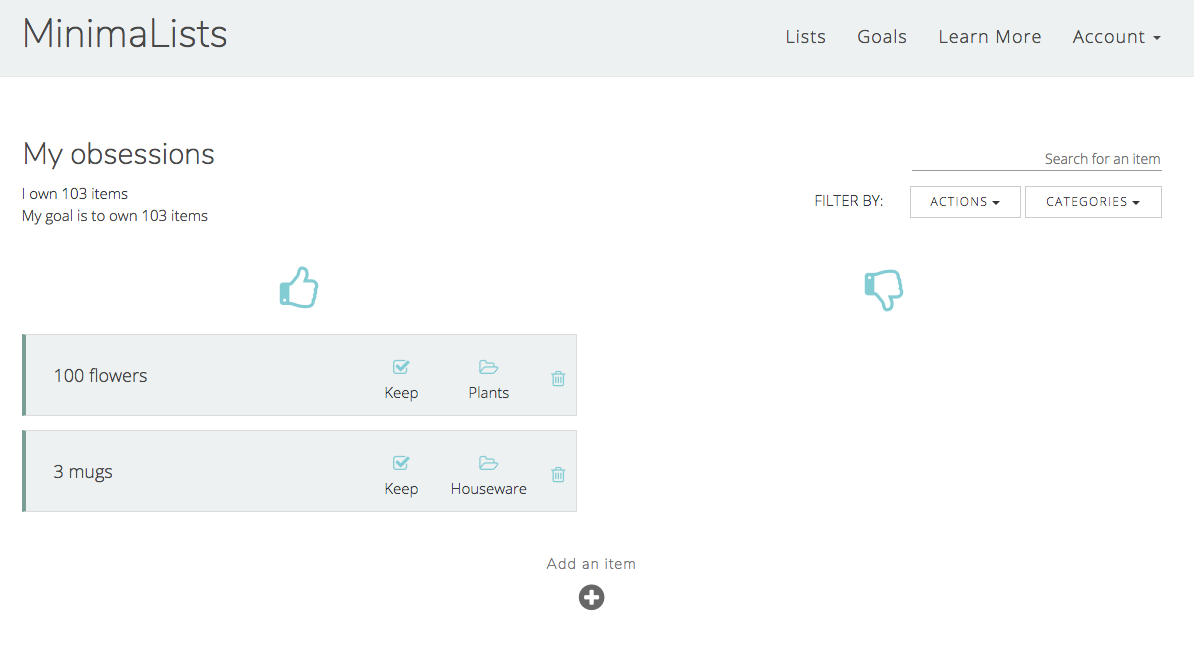 MinimaLists
Lists Goals Learn More Account
My obsessions
Search for an item
I own 103 items
My goal is to own 103 items
FILTER BY: ACTIONS CATEGORIES
100 flowers Keep Plants
3 mugs Keep Houseware
Add an item